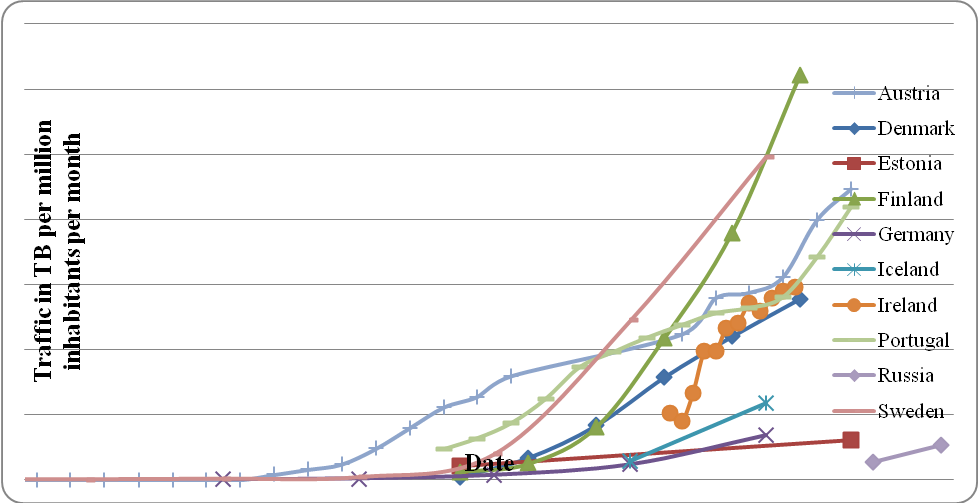 Traffic in TB per million
inhabitants per month
Austria
Denmark
Estonia
Finland
Germany
Iceland
Ireland
Portugal
Russia
Sweden
Date